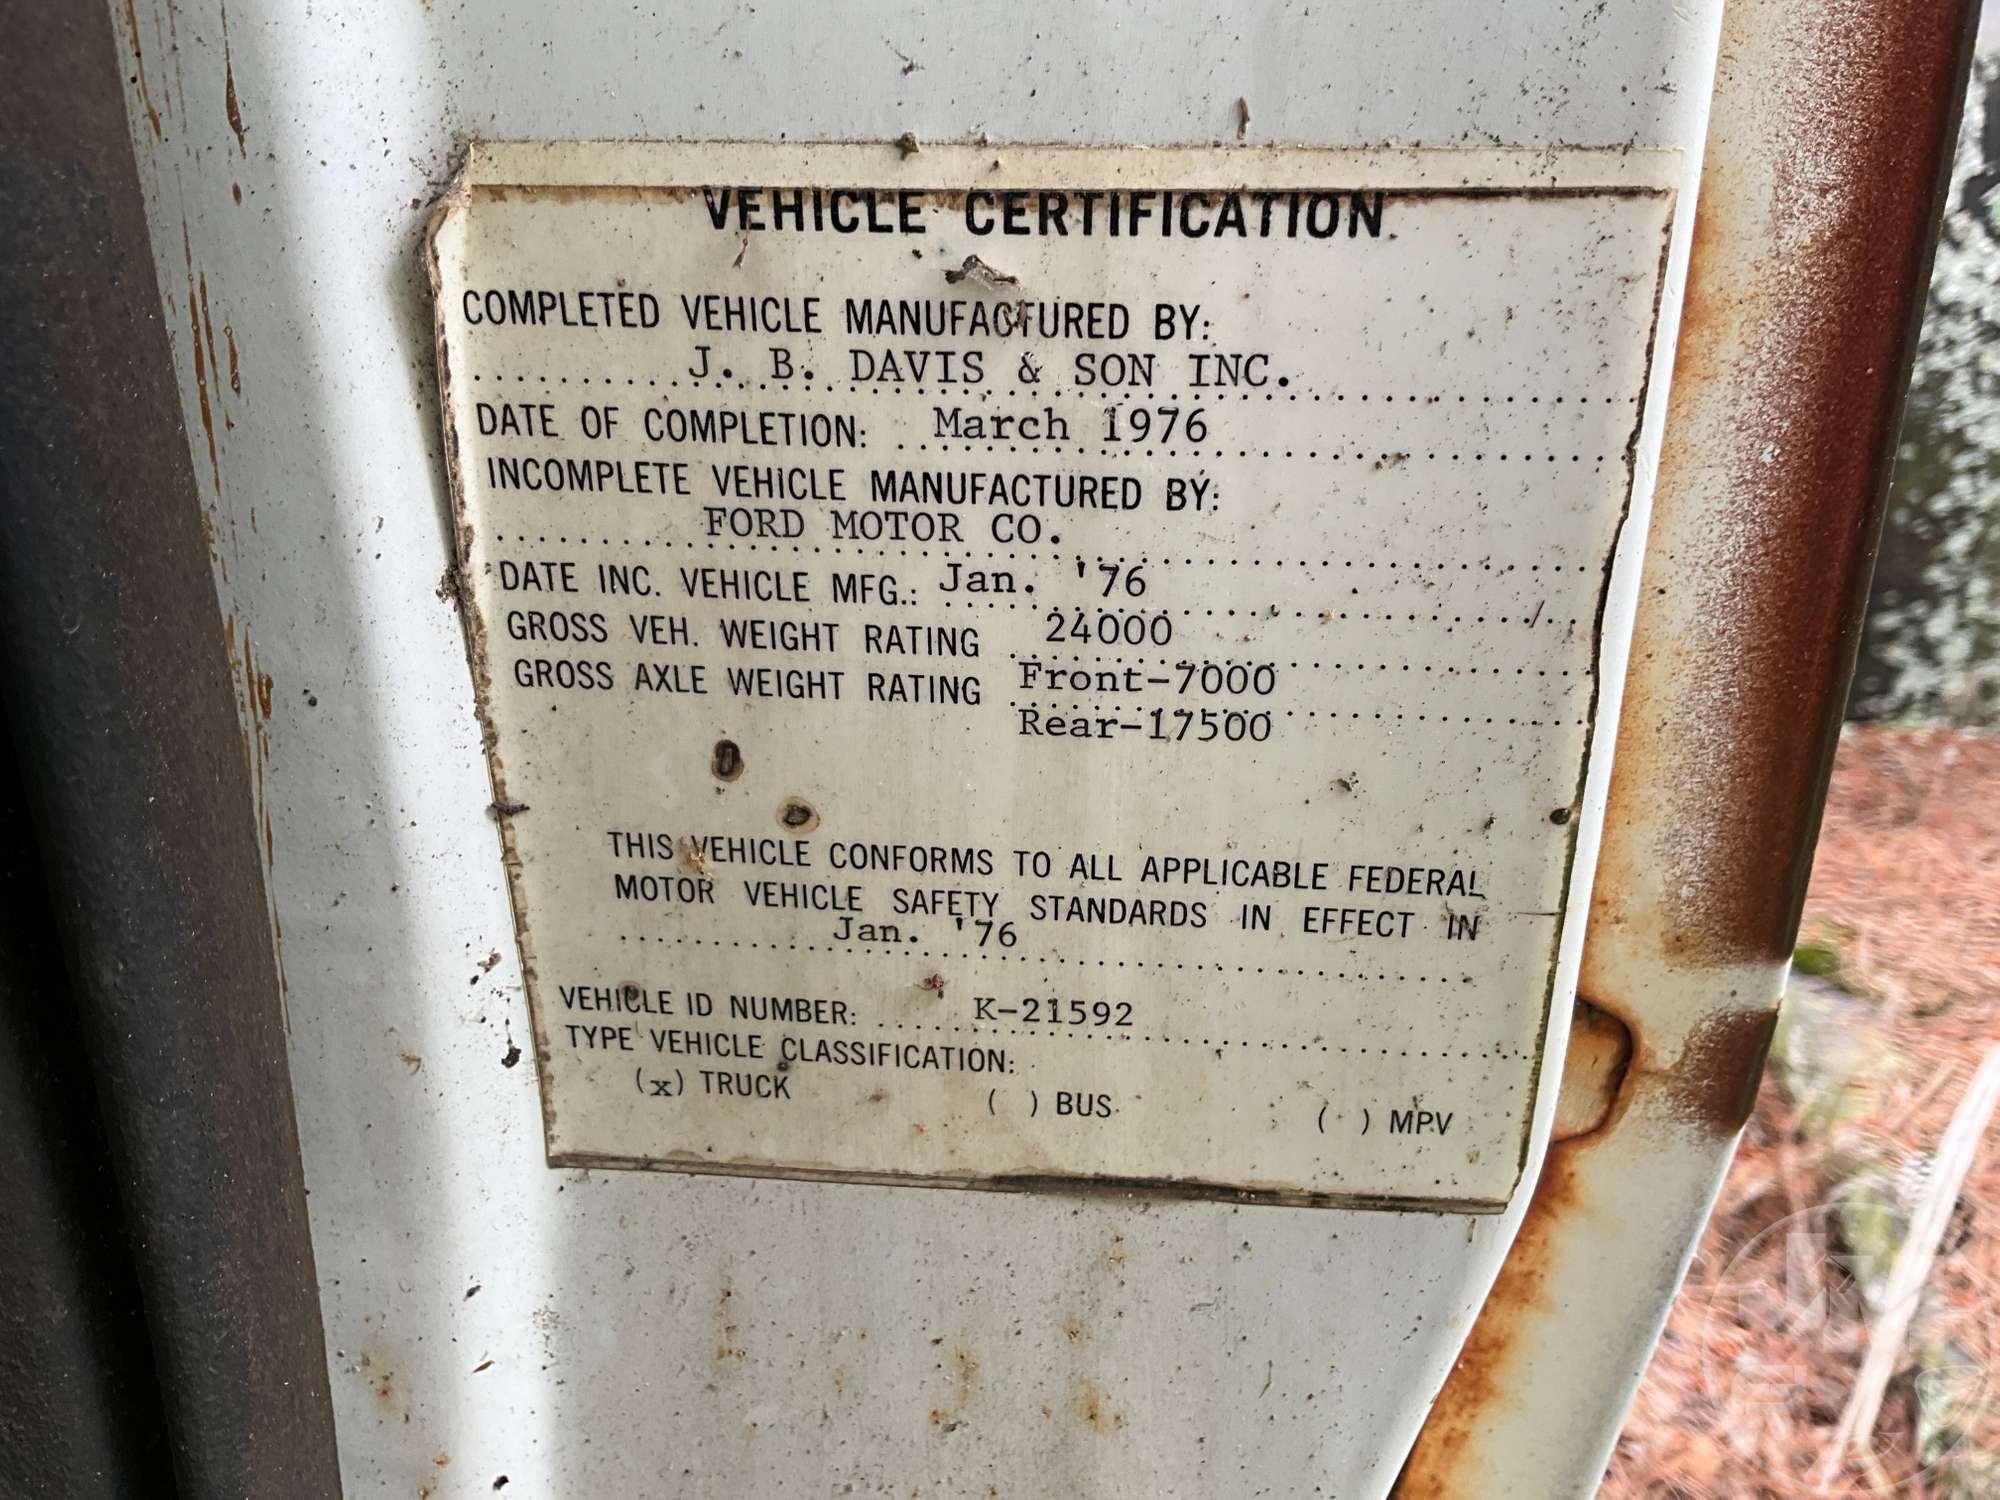 VEHICLE CERTIFICATION
COMPLETED VEHICLE MANUFACTURED BY:
J. B. DAVIS & SON INC.
DATE OF COMPLETION: March 1976
INCOMPLETE VEHICLE MANUFACTURED BY:
FORD MOTOR CO.
DATE INC. VEHICLE MFG.: Jan. '76
GROSS VEH. WEIGHT RATING 24000
GROSS AXLE WEIGHT RATING Front-7000
Rear-17500
THIS VEHICLE CONFORMS TO ALL APPLICABLE FEDERAL
MOTOR VEHICLE SAFETY STANDARDS IN EFFECT IN
Jan. '76
VEHICLE ID NUMBER: K-21592
TYPE VEHICLE CLASSIFICATION:
(x) TRUCK ( ) BUS ( ) MPV